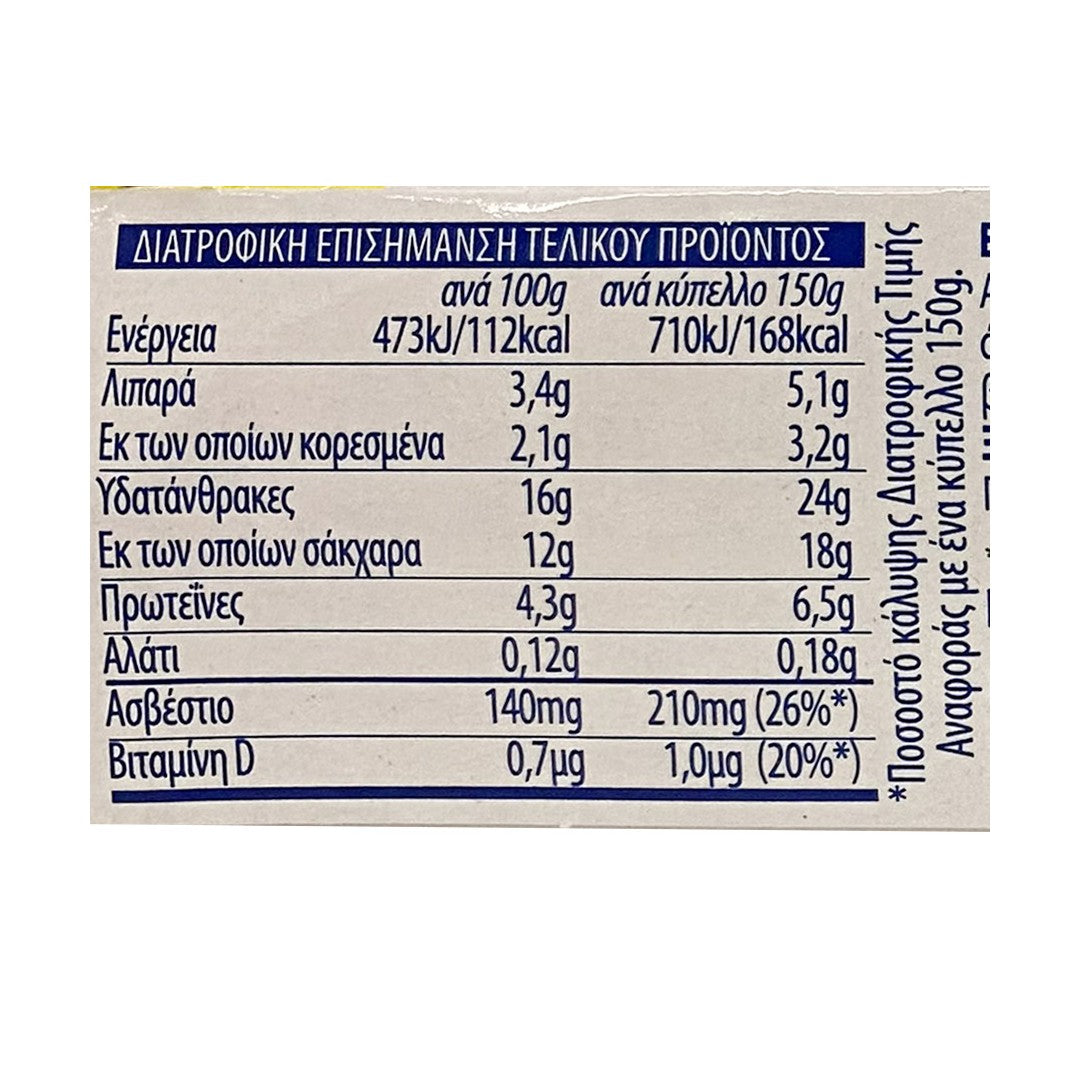 ΔΙΑΤΡΟΦΙΚΗ ΕΠΙΣΗΜΑΝΣΗ ΤΕΛΙΚΟΥ ΠΡΟΪΟΝΤΟΣ
ανά 100g ανά κύπελλο 150g
Ενέργεια 473kJ/112kcal 710kJ/168kcal
Λιπαρά 3,4g 5,1g
Εκ των οποίων κορεσμένα 2,1g 3,2g
Υδατάνθρακες 16g 24g
Εκ των οποίων σάκχαρα 12g 18g
Πρωτεΐνες 4,3g 6,5g
Αλάτι 0,12g 0,18g
Ασβέστιο 140mg 210mg (26%*)
Βιταμίνη D 0,7μg 1,0μg (20%*)
*Ποσοστό κάλυψης Διατροφικής Τιμής
Αναφοράς με ένα κύπελλο 150g.